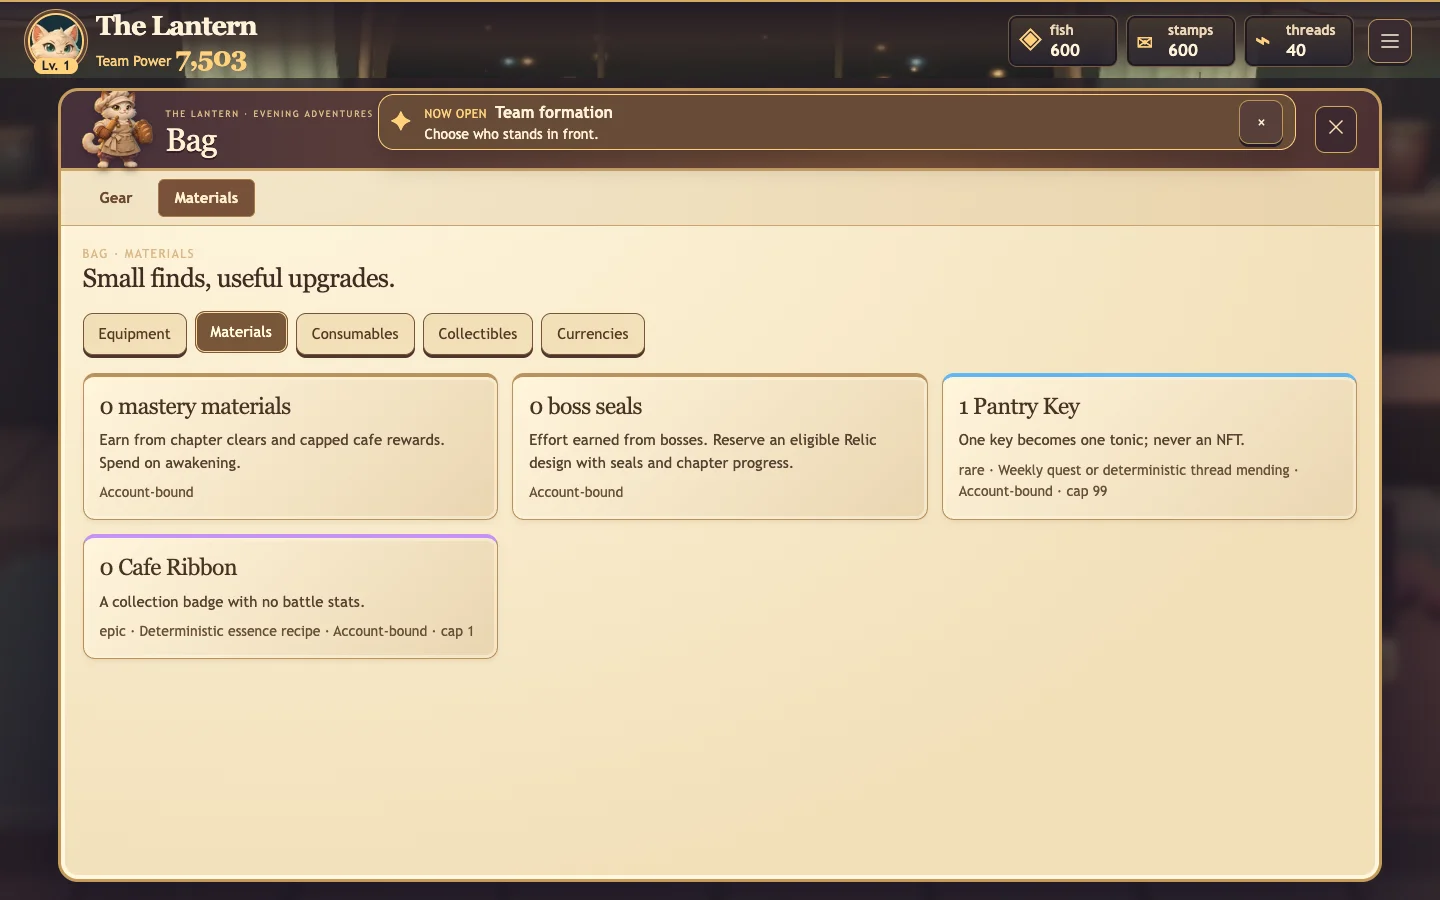 The Lantern
Lv. 1
Team Power 7,503
fish
600
stamps
600
threads
40
THE LANTERN · EVENING ADVENTURES
Bag
NOW OPEN Team formation
Choose who stands in front.
×
Gear
Materials
BAG · MATERIALS
Small finds, useful upgrades.
Equipment
Materials
Consumables
Collectibles
Currencies
0 mastery materials
Earn from chapter clears and capped cafe rewards.
Spend on awakening.
Account-bound
0 boss seals
Effort earned from bosses. Reserve an eligible Relic
design with seals and chapter progress.
Account-bound
1 Pantry Key
One key becomes one tonic; never an NFT.
rare · Weekly quest or deterministic thread mending ·
Account-bound · cap 99
0 Cafe Ribbon
A collection badge with no battle stats.
epic · Deterministic essence recipe · Account-bound · cap 1